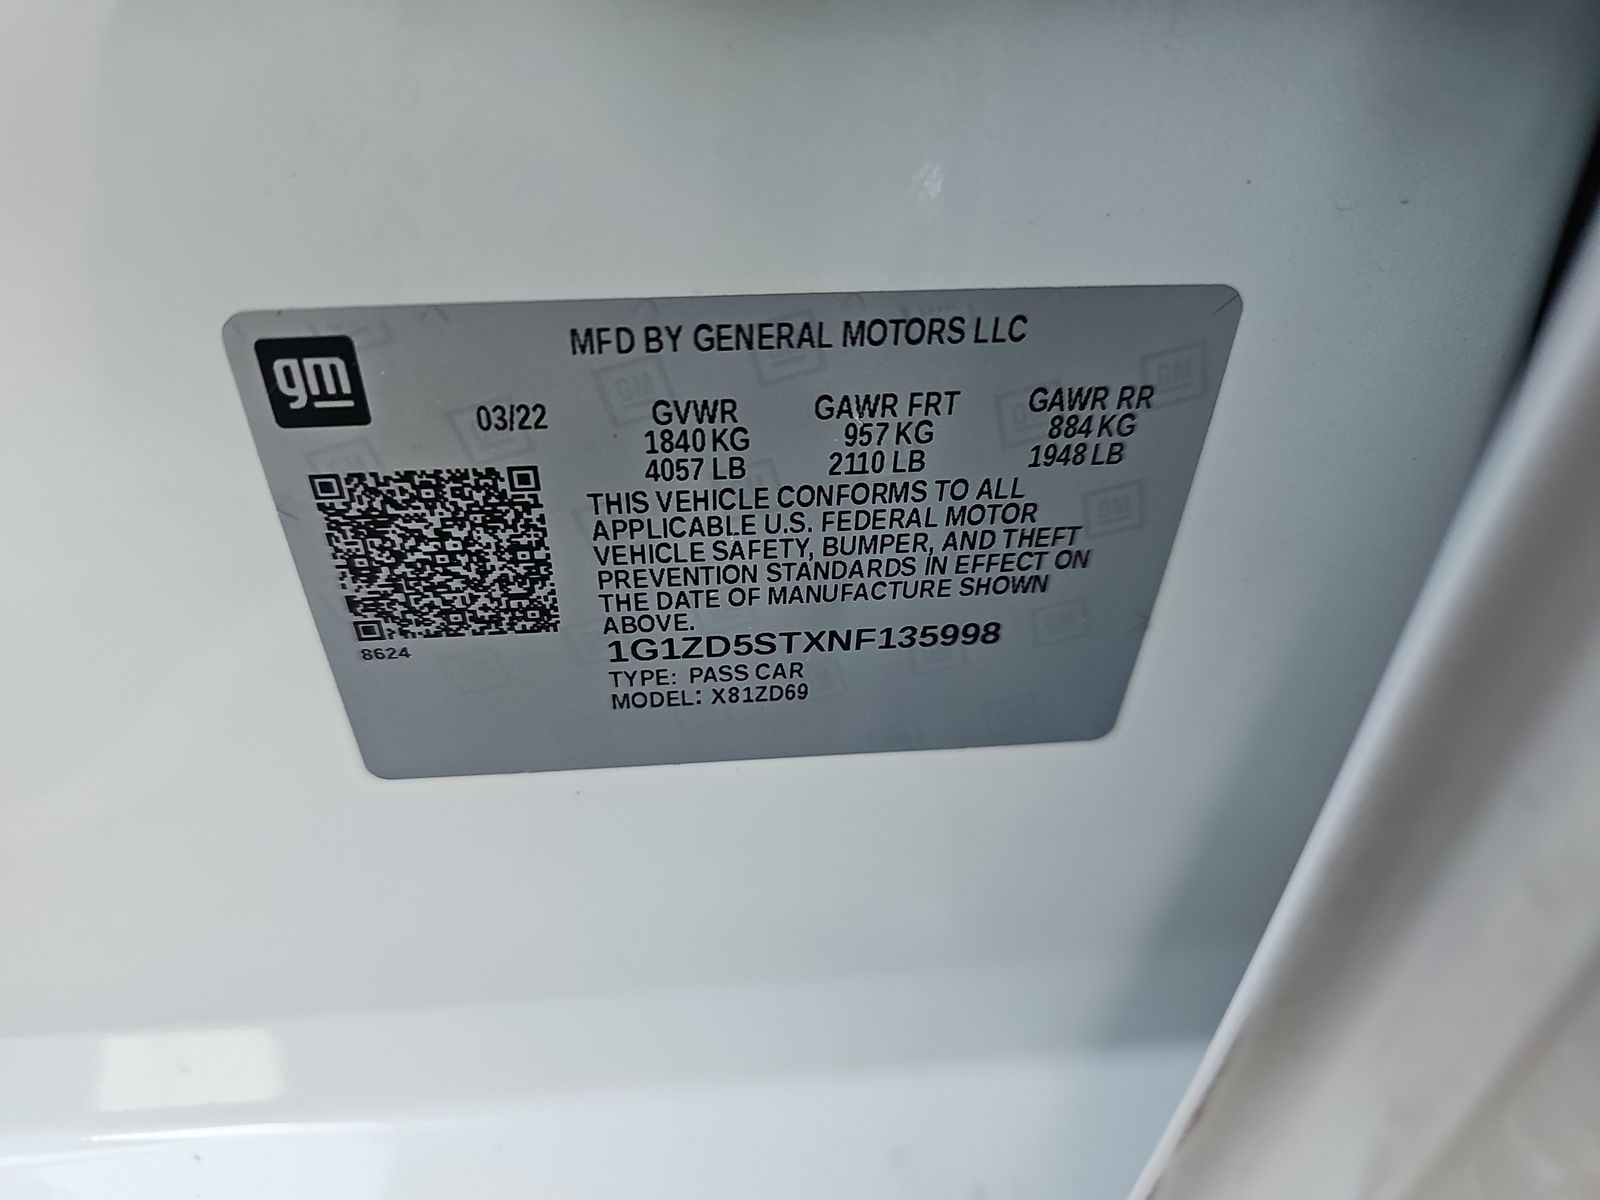 gm
MFD BY GENERAL MOTORS LLC
03/22
GVWR GAWR FRT GAWR RR
1840 KG 957 KG 884 KG
4057 LB 2110 LB 1948 LB
THIS VEHICLE CONFORMS TO ALL
APPLICABLE U.S. FEDERAL MOTOR
VEHICLE SAFETY, BUMPER, AND THEFT
PREVENTION STANDARDS IN EFFECT ON
THE DATE OF MANUFACTURE SHOWN
ABOVE.
8624
1G1ZD5STXNF135998
TYPE: PASS CAR
MODEL: X81ZD69